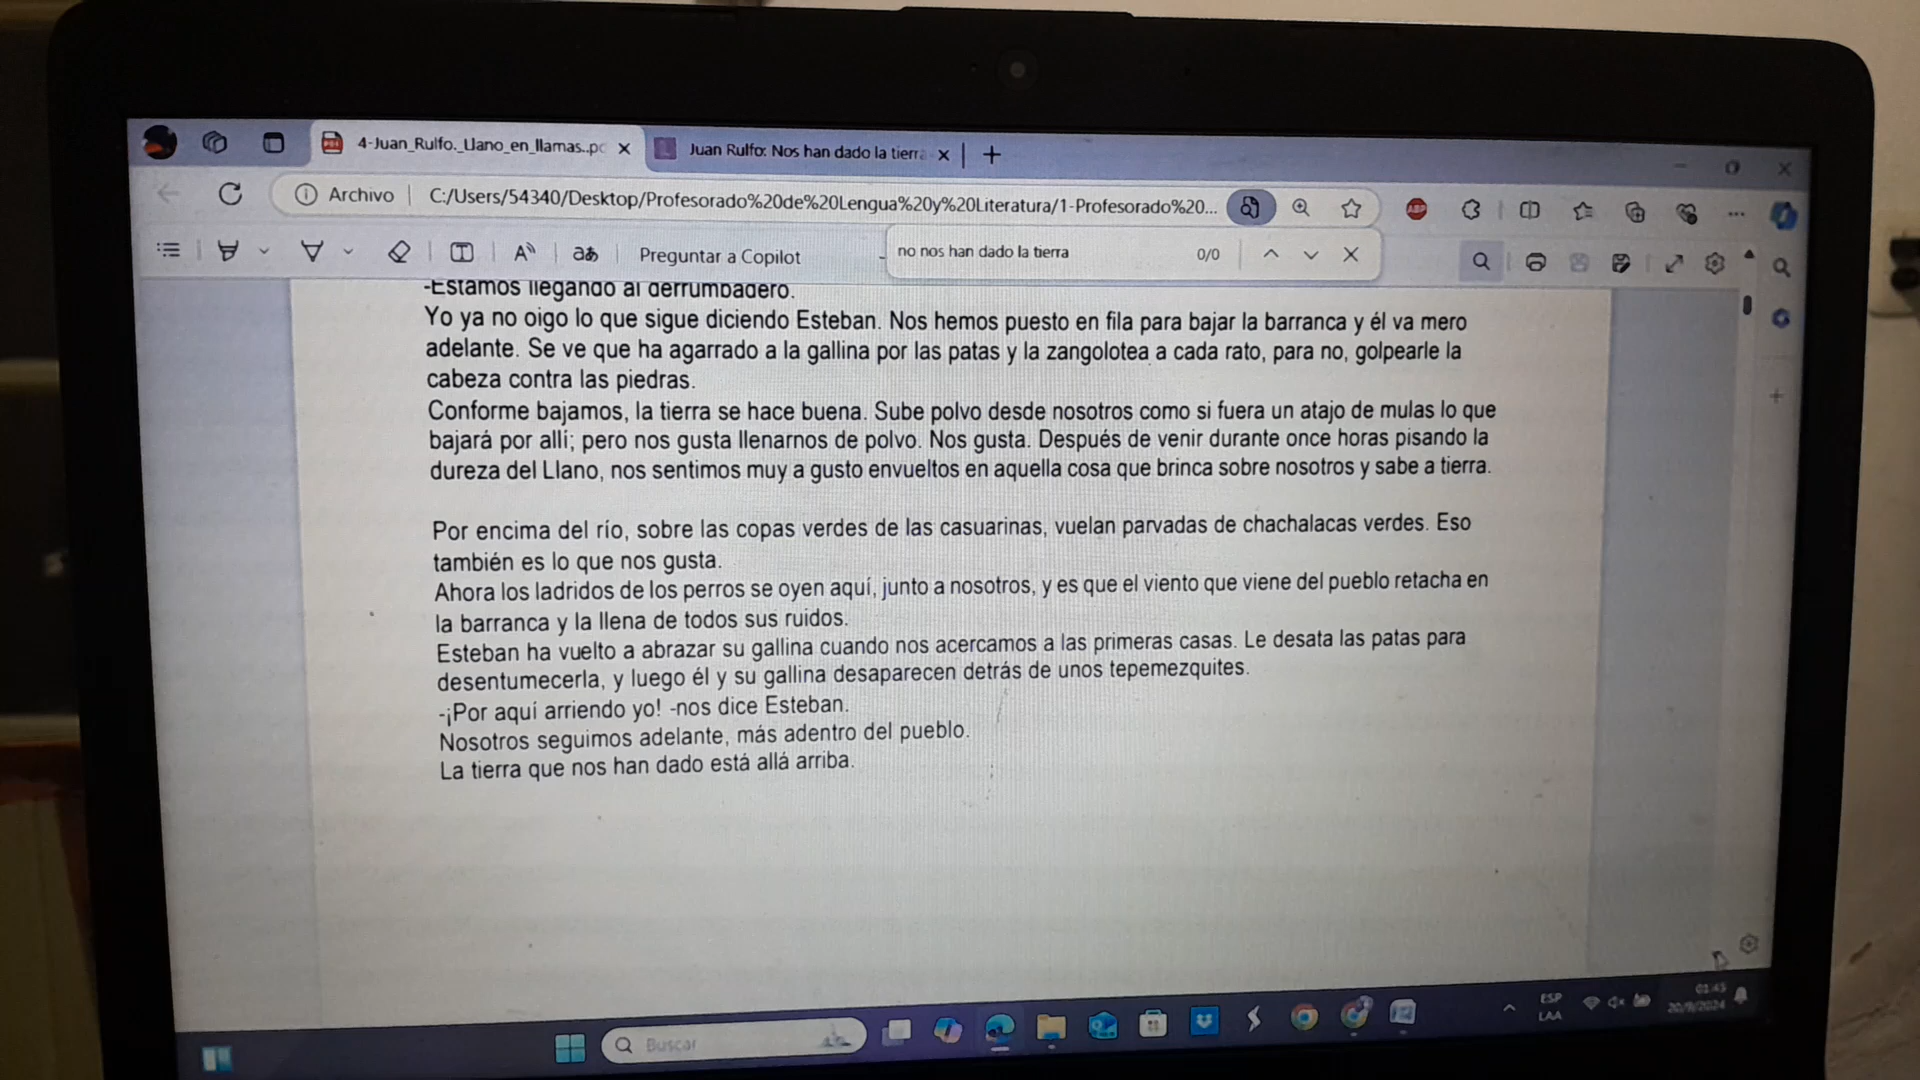 4-Juan_Rulfo._Llano_en_llamas..pd
Juan Rulfo: Nos han dado la tierra
Archivo
C:/Users/54340/Desktop/Profesorado%20de%20Lengua%20y%20Literatura/1-Profesorado%20...
ABP
Preguntar a Copilot
no nos han dado la tierra
0/0
-Estamos llegando al derrumbadero.
Yo ya no oigo lo que sigue diciendo Esteban. Nos hemos puesto en fila para bajar la barranca y él va mero
adelante. Se ve que ha agarrado a la gallina por las patas y la zangolotea a cada rato, para no, golpearle la
cabeza contra las piedras.
Conforme bajamos, la tierra se hace buena. Sube polvo desde nosotros como si fuera un atajo de mulas lo que
bajará por allí; pero nos gusta llenarnos de polvo. Nos gusta. Después de venir durante once horas pisando la
dureza del Llano, nos sentimos muy a gusto envueltos en aquella cosa que brinca sobre nosotros y sabe a tierra.
Por encima del río, sobre las copas verdes de las casuarinas, vuelan parvadas de chachalacas verdes. Eso
también es lo que nos gusta.
Ahora los ladridos de los perros se oyen aquí, junto a nosotros, y es que el viento que viene del pueblo retacha en
la barranca y la llena de todos sus ruidos.
Esteban ha vuelto a abrazar su gallina cuando nos acercamos a las primeras casas. Le desata las patas para
desentumecerla, y luego él y su gallina desaparecen detrás de unos tepemezquites.
-¡Por aquí arriendo yo! -nos dice Esteban.
Nosotros seguimos adelante, más adentro del pueblo.
La tierra que nos han dado está allá arriba.
Buscar
ESP
LAA
01:43
20/9/2024